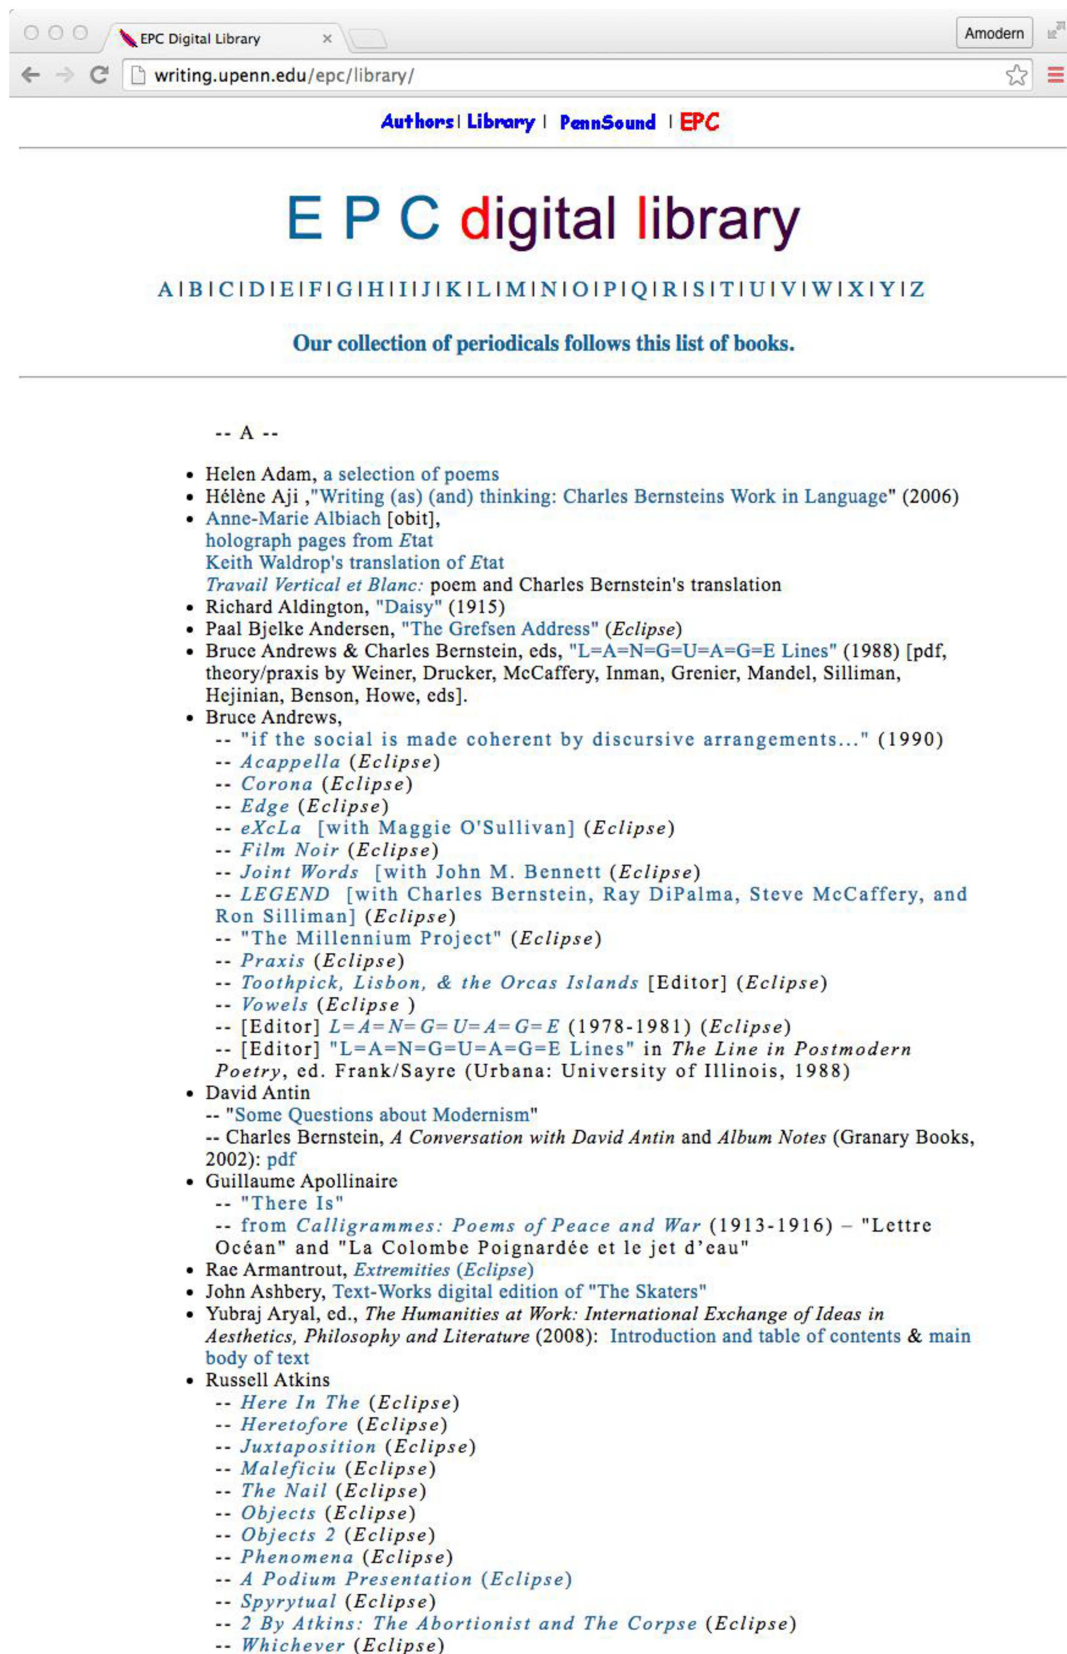 EPC Digital Library
Amodern
writing.upenn.edu/epc/library/
Authors | Library | PennSound | EPC
E P C digital library
A | B | C | D | E | F | G | H | I | J | K | L | M | N | O | P | Q | R | S | T | U | V | W | X | Y | Z
Our collection of periodicals follows this list of books.
-- A --
• Helen Adam, a selection of poems
• Hélène Aji ,"Writing (as) (and) thinking: Charles Bernsteins Work in Language" (2006)
• Anne-Marie Albiach [obit],
holograph pages from Etat
Keith Waldrop's translation of Etat
Travail Vertical et Blanc: poem and Charles Bernstein's translation
• Richard Aldington, "Daisy" (1915)
• Paal Bjelke Andersen, "The Grefsen Address" (Eclipse)
• Bruce Andrews & Charles Bernstein, eds, "L=A=N=G=U=A=G=E Lines" (1988) [pdf,
theory/praxis by Weiner, Drucker, McCaffery, Inman, Grenier, Mandel, Silliman,
Hejinian, Benson, Howe, eds].
• Bruce Andrews,
-- "if the social is made coherent by discursive arrangements..." (1990)
-- Acappella (Eclipse)
-- Corona (Eclipse)
-- Edge (Eclipse)
-- eXcLa [with Maggie O'Sullivan] (Eclipse)
-- Film Noir (Eclipse)
-- Joint Words [with John M. Bennett (Eclipse)
-- LEGEND [with Charles Bernstein, Ray DiPalma, Steve McCaffery, and
Ron Silliman] (Eclipse)
-- "The Millennium Project" (Eclipse)
-- Praxis (Eclipse)
-- Toothpick, Lisbon, & the Orcas Islands [Editor] (Eclipse)
-- Vowels (Eclipse )
-- [Editor] L=A=N=G=U=A=G=E (1978-1981) (Eclipse)
-- [Editor] "L=A=N=G=U=A=G=E Lines" in The Line in Postmodern
Poetry, ed. Frank/Sayre (Urbana: University of Illinois, 1988)
• David Antin
-- "Some Questions about Modernism"
-- Charles Bernstein, A Conversation with David Antin and Album Notes (Granary Books,
2002): pdf
• Guillaume Apollinaire
-- "There Is"
-- from Calligrammes: Poems of Peace and War (1913-1916) – "Lettre
Océan" and "La Colombe Poignardée et le jet d’eau"
• Rae Armantrout, Extremities (Eclipse)
• John Ashbery, Text-Works digital edition of "The Skaters"
• Yubraj Aryal, ed., The Humanities at Work: International Exchange of Ideas in
Aesthetics, Philosophy and Literature (2008): Introduction and table of contents & main
body of text
• Russell Atkins
-- Here In The (Eclipse)
-- Heretofore (Eclipse)
-- Juxtaposition (Eclipse)
-- Maleficiu (Eclipse)
-- The Nail (Eclipse)
-- Objects (Eclipse)
-- Objects 2 (Eclipse)
-- Phenomena (Eclipse)
-- A Podium Presentation (Eclipse)
-- Spyrytual (Eclipse)
-- 2 By Atkins: The Abortionist and The Corpse (Eclipse)
-- Whichever (Eclipse)